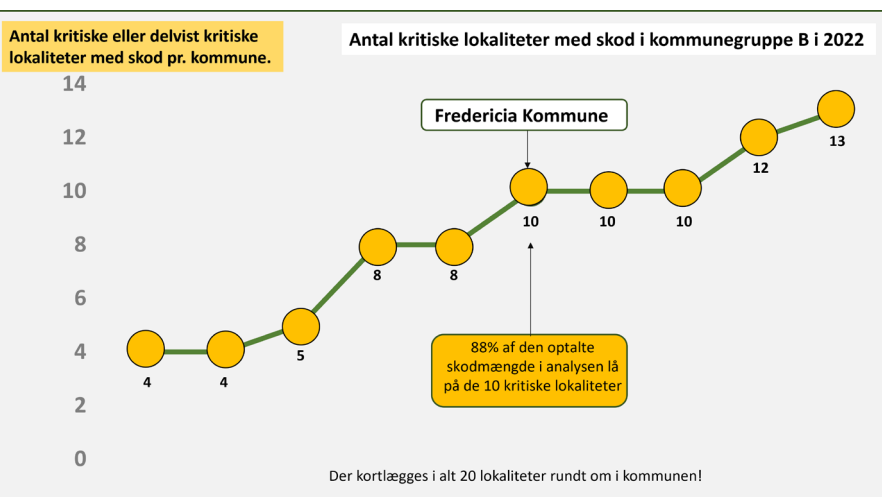 Antal kritiske eller delvist kritiske
lokaliteter med skod pr. kommune.
Antal kritiske lokaliteter med skod i kommunegruppe B i 2022
14
12
10
8
6
4
2
0
Fredericia Kommune
4
4
5
8
8
10
10
10
12
13
88% af den optalte
skodmængde i analysen lå
på de 10 kritiske lokaliteter
Der kortlægges i alt 20 lokaliteter rundt om i kommunen!